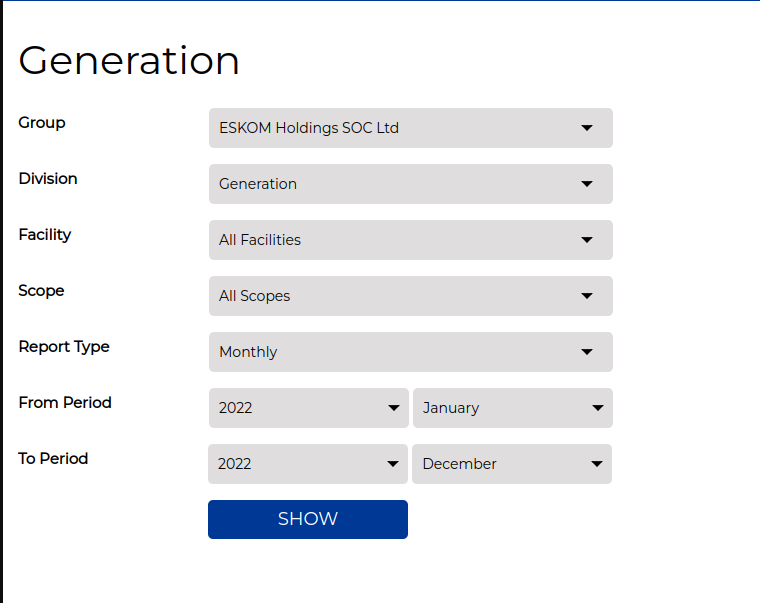 Generation
Group
ESKOM Holdings SOC Ltd
Division
Generation
Facility
All Facilities
Scope
All Scopes
Report Type
Monthly
From Period
2022
January
To Period
2022
December
SHOW